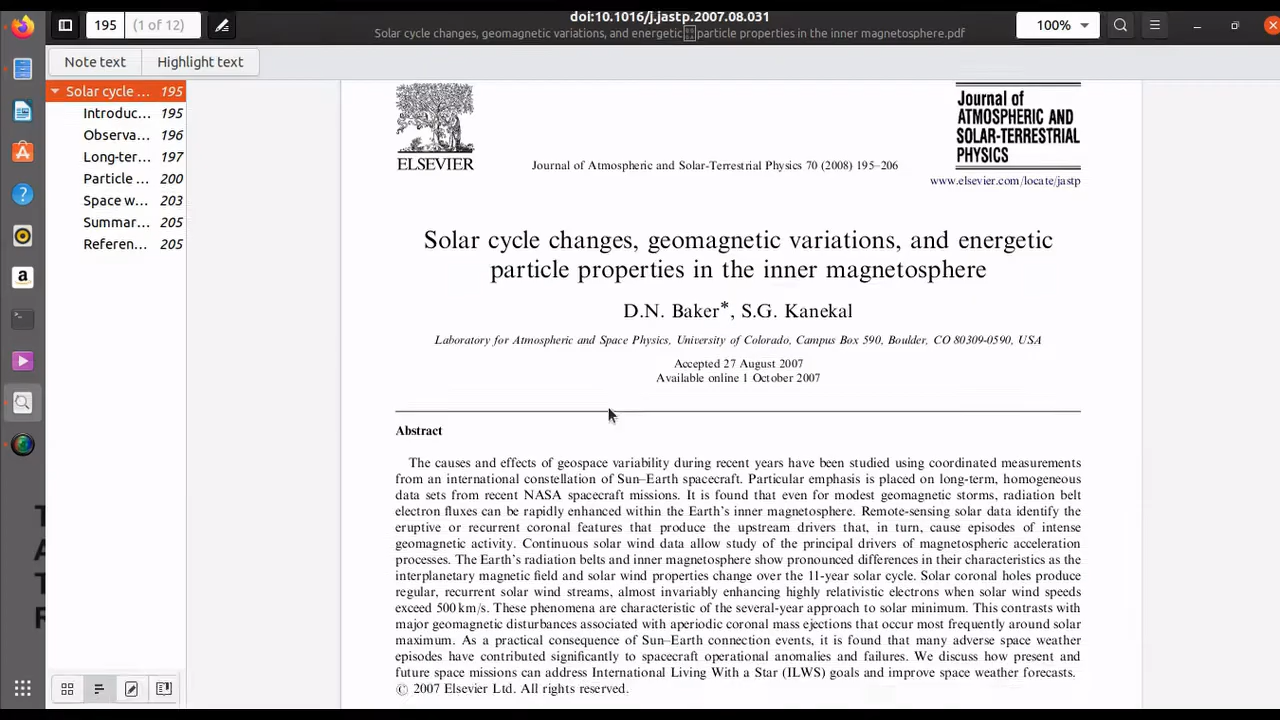 doi:10.1016/j.jastp.2007.08.031
195 (1 of 12)
Solar cycle changes, geomagnetic variations, and energetic particle properties in the inner magnetosphere.pdf
100%
Note text
Highlight text
Solar cycle ... 195
Introduc... 195
Observa... 196
Long-ter... 197
Particle ... 200
Space w... 203
Summar... 205
Referen... 205
ELSEVIER
Journal of Atmospheric and Solar-Terrestrial Physics 70 (2008) 195–206
Journal of
ATMOSPHERIC AND
SOLAR-TERRESTRIAL
PHYSICS
www.elsevier.com/locate/jastp
Solar cycle changes, geomagnetic variations, and energetic
particle properties in the inner magnetosphere
D.N. Baker*, S.G. Kanekal
Laboratory for Atmospheric and Space Physics, University of Colorado, Campus Box 590, Boulder, CO 80309-0590, USA
Accepted 27 August 2007
Available online 1 October 2007
Abstract
The causes and effects of geospace variability during recent years have been studied using coordinated measurements
from an international constellation of Sun–Earth spacecraft. Particular emphasis is placed on long-term, homogeneous
data sets from recent NASA spacecraft missions. It is found that even for modest geomagnetic storms, radiation belt
electron fluxes can be rapidly enhanced within the Earth's inner magnetosphere. Remote-sensing solar data identify the
eruptive or recurrent coronal features that produce the upstream drivers that, in turn, cause episodes of intense
geomagnetic activity. Continuous solar wind data allow study of the principal drivers of magnetospheric acceleration
processes. The Earth's radiation belts and inner magnetosphere show pronounced differences in their characteristics as the
interplanetary magnetic field and solar wind properties change over the 11-year solar cycle. Solar coronal holes produce
regular, recurrent solar wind streams, almost invariably enhancing highly relativistic electrons when solar wind speeds
exceed 500 km/s. These phenomena are characteristic of the several-year approach to solar minimum. This contrasts with
major geomagnetic disturbances associated with aperiodic coronal mass ejections that occur most frequently around solar
maximum. As a practical consequence of Sun–Earth connection events, it is found that many adverse space weather
episodes have contributed significantly to spacecraft operational anomalies and failures. We discuss how present and
future space missions can address International Living With a Star (ILWS) goals and improve space weather forecasts.
© 2007 Elsevier Ltd. All rights reserved.